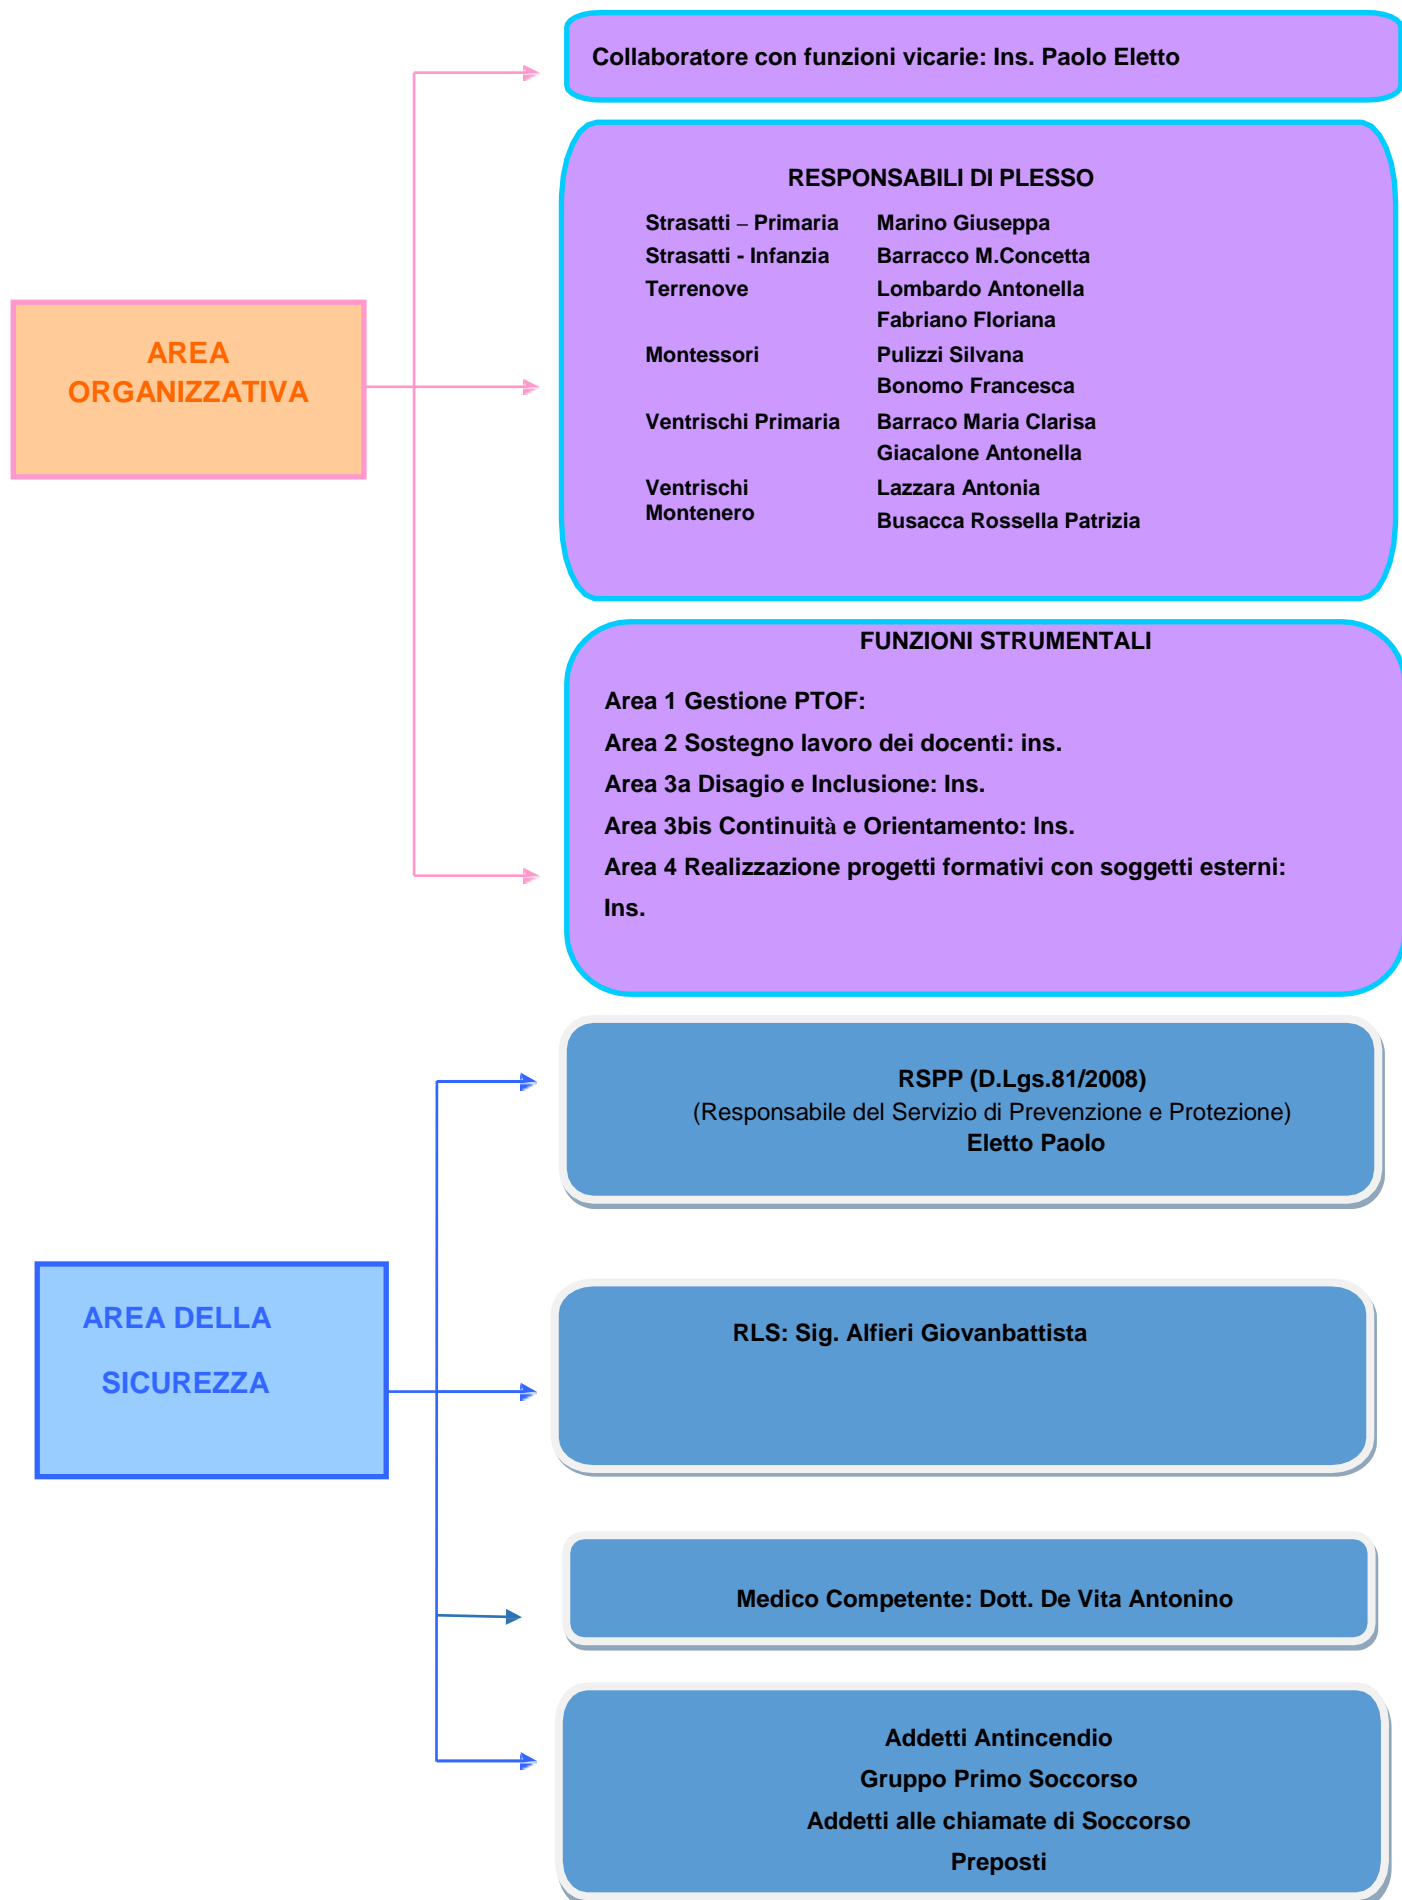 Collaboratore con funzioni vicarie: Ins. Paolo Eletto
RESPONSABILI DI PLESSO
Strasatti – Primaria Marino Giuseppa
Strasatti - Infanzia Barracco M.Concetta
Terrenove Lombardo Antonella
Fabriano Floriana
Montessori Pulizzi Silvana
Bonomo Francesca
Ventrischi Primaria Barraco Maria Clarisa
Giacalone Antonella
Ventrischi Lazzara Antonia
Montenero Busacca Rossella Patrizia
AREA
ORGANIZZATIVA
FUNZIONI STRUMENTALI
Area 1 Gestione PTOF:
Area 2 Sostegno lavoro dei docenti: ins.
Area 3a Disagio e Inclusione: Ins.
Area 3bis Continuità e Orientamento: Ins.
Area 4 Realizzazione progetti formativi con soggetti esterni:
Ins.
RSPP (D.Lgs.81/2008)
(Responsabile del Servizio di Prevenzione e Protezione)
Eletto Paolo
AREA DELLA
SICUREZZA
RLS: Sig. Alfieri Giovanbattista
Medico Competente: Dott. De Vita Antonino
Addetti Antincendio
Gruppo Primo Soccorso
Addetti alle chiamate di Soccorso
Preposti